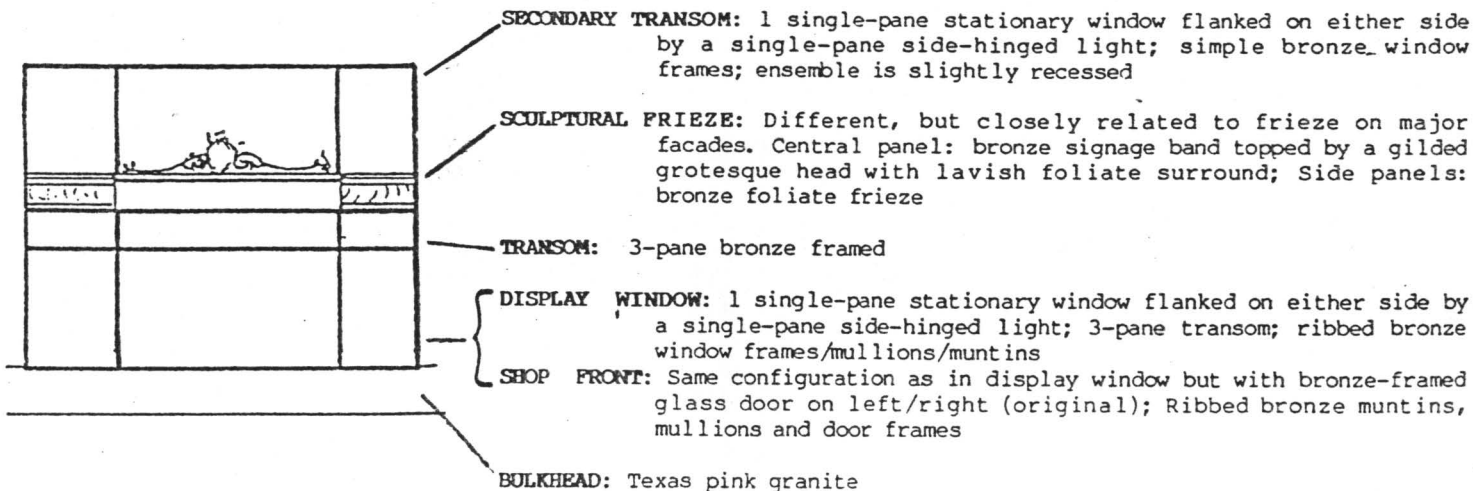 SECONDARY TRANSOM: 1 single-pane stationary window flanked on either side
by a single-pane side-hinged light; simple bronze window
frames; ensemble is slightly recessed
SCULPTURAL FRIEZE: Different, but closely related to frieze on major
facades. Central panel: bronze signage band topped by a gilded
grotesque head with lavish foliate surround; Side panels:
bronze foliate frieze
TRANSOM: 3-pane bronze framed
DISPLAY WINDOW: 1 single-pane stationary window flanked on either side by
a single-pane side-hinged light; 3-pane transom; ribbed bronze
window frames/mullions/muntins
SHOP FRONT: Same configuration as in display window but with bronze-framed
glass door on left/right (original); Ribbed bronze muntins,
mullions and door frames
BULKHEAD: Texas pink granite